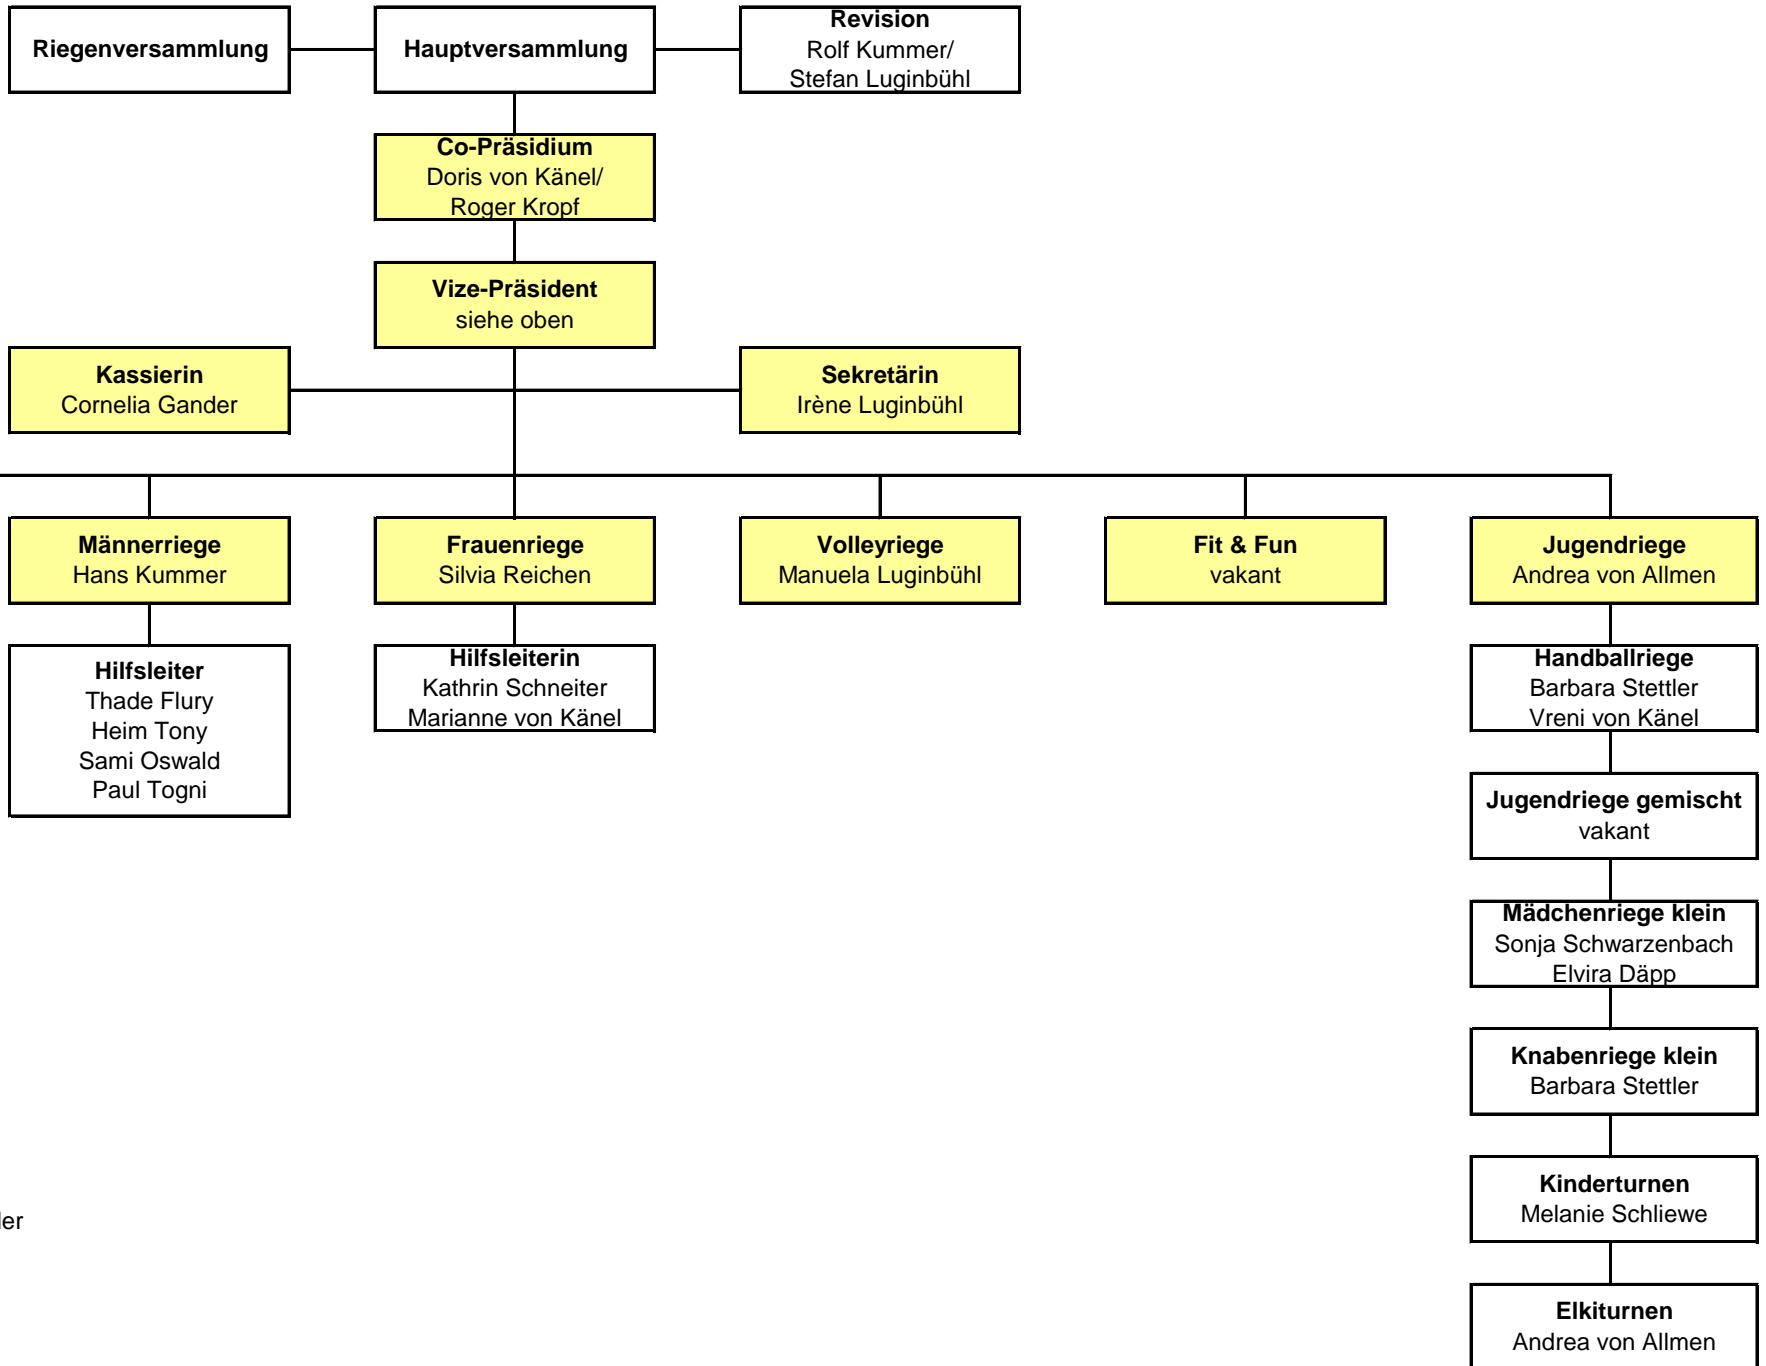 Riegenversammlung
Hauptversammlung
Revision
Rolf Kummer/
Stefan Luginbühl
Co-Präsidium
Doris von Känel/
Roger Kropf
Vize-Präsident
siehe oben
Kassierin
Cornelia Gander
Sekretärin
Irène Luginbühl
Männerriege
Hans Kummer
Frauenriege
Silvia Reichen
Volleyriege
Manuela Luginbühl
Fit & Fun
vakant
Jugendriege
Andrea von Allmen
Hilfsleiter
Thade Flury
Heim Tony
Sami Oswald
Paul Togni
Hilfsleiterin
Kathrin Schneiter
Marianne von Känel
Handballriege
Barbara Stettler
Vreni von Känel
Jugendriege gemischt
vakant
Mädchenriege klein
Sonja Schwarzenbach
Elvira Däpp
Knabenriege klein
Barbara Stettler
Kinderturnen
Melanie Schliewe
Elkiturnen
Andrea von Allmen